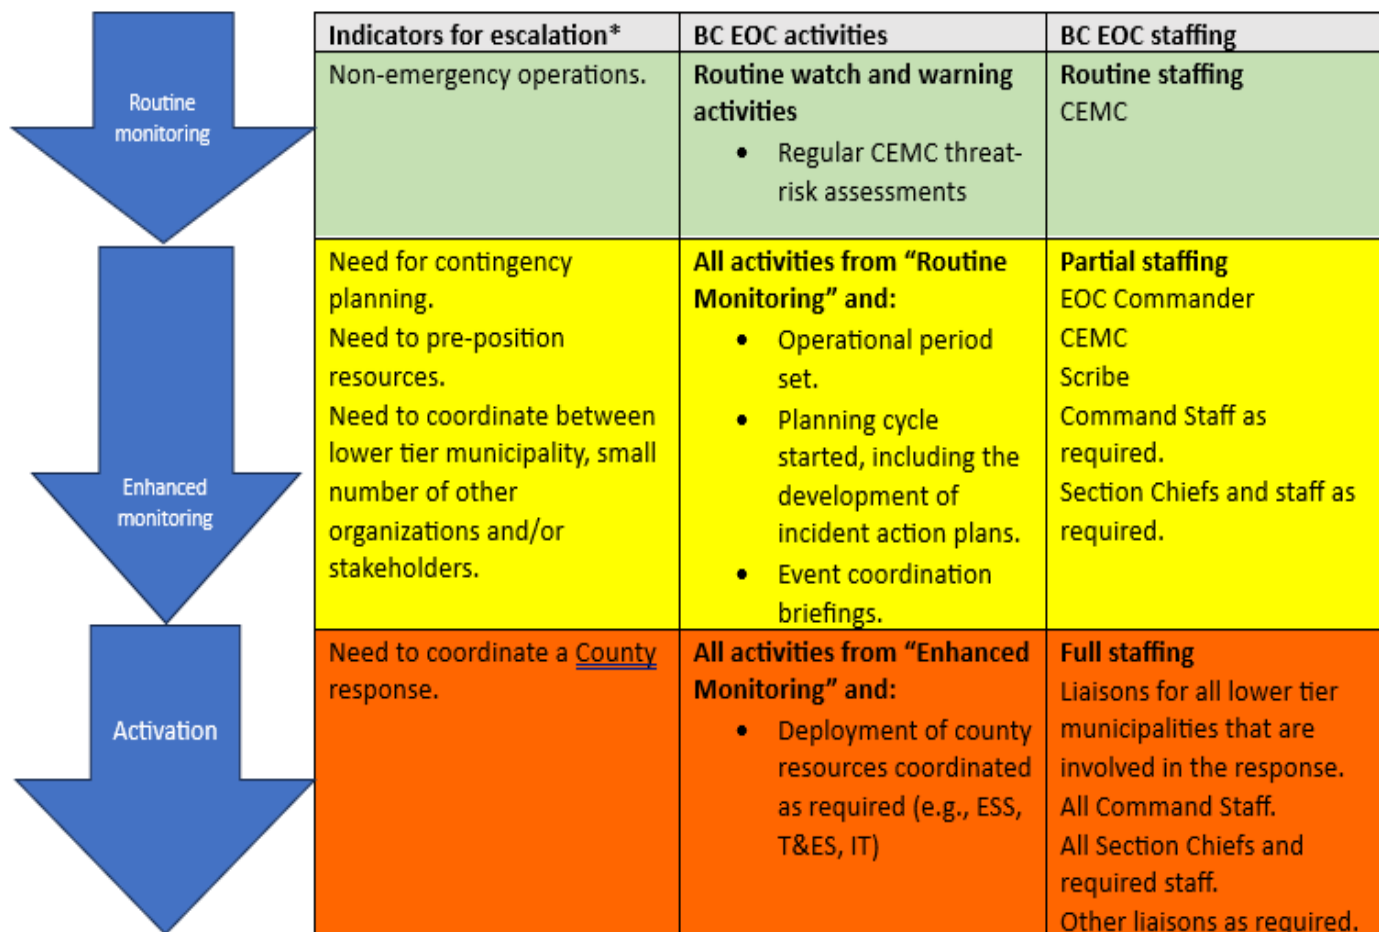 Indicators for escalation*
BC EOC activities
BC EOC staffing
Routine
monitoring
Non-emergency operations.
Routine watch and warning
activities
• Regular CEMC threat-
risk assessments
Routine staffing
CEMC
Enhanced
monitoring
Need for contingency
planning.
Need to pre-position
resources.
Need to coordinate between
lower tier municipality, small
number of other
organizations and/or
stakeholders.
All activities from “Routine
Monitoring” and:
• Operational period
set.
• Planning cycle
started, including the
development of
incident action plans.
• Event coordination
briefings.
Partial staffing
EOC Commander
CEMC
Scribe
Command Staff as
required.
Section Chiefs and staff as
required.
Activation
Need to coordinate a County
response.
All activities from “Enhanced
Monitoring” and:
• Deployment of county
resources coordinated
as required (e.g., ESS,
T&ES, IT)
Full staffing
Liaisons for all lower tier
municipalities that are
involved in the response.
All Command Staff.
All Section Chiefs and
required staff.
Other liaisons as required.